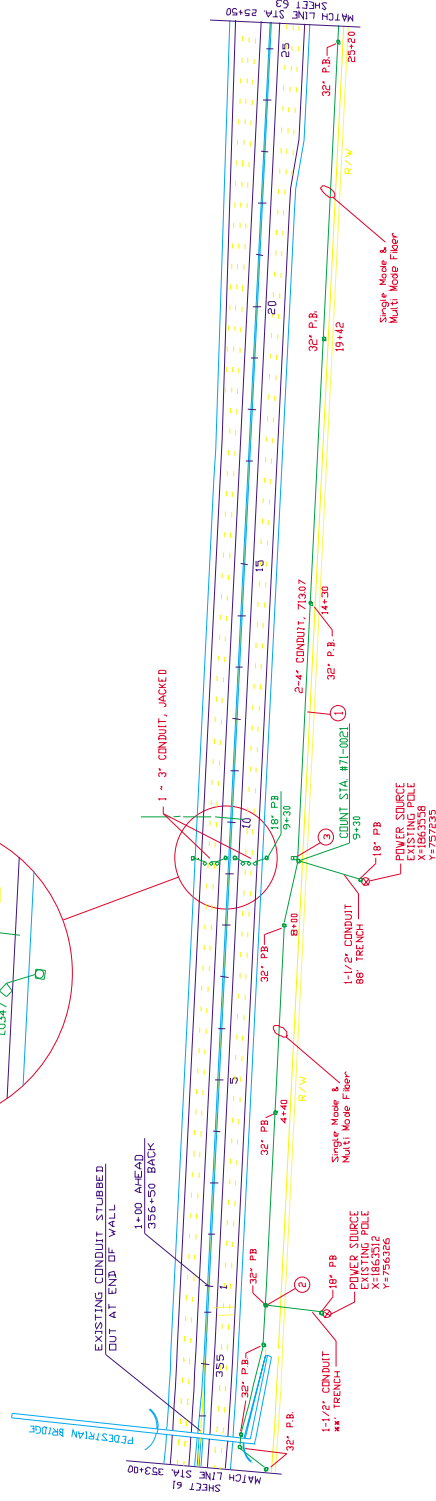 MATCH LINE STA. 25+50
SHEET 63
25
32" P.B.
25+20
R/W
Single Mode &
Multi Mode Fiber
20
32" P.B.
19+42
15
2-4" CONDUIT, 713.07
14+30
32" P.B.
1 ~ 3" CONDUIT, JACKED
1
10
18" PB
9+30
COUNT STA. #71-0021
9+30
3
18" PB
POWER SOURCE
EXISTING POLE
X=1863558
Y=757235
8+00
32" PB
1-1/2" CONDUIT
88' TRENCH
L034/
5
4+40
32" PB
R/W
Single Mode &
Multi Mode Fiber
EXISTING CONDUIT STUBBED
OUT AT END OF WALL
1+00 AHEAD
356+50 BACK
1
32" PB
2
18" PB
POWER SOURCE
EXISTING POLE
X=1863512
Y=756326
355
32" P.B.
1-1/2" CONDUIT
** TRENCH
PEDESTRIAN BRIDGE
32" P.B.
MATCH LINE STA. 353+00
SHEET 61